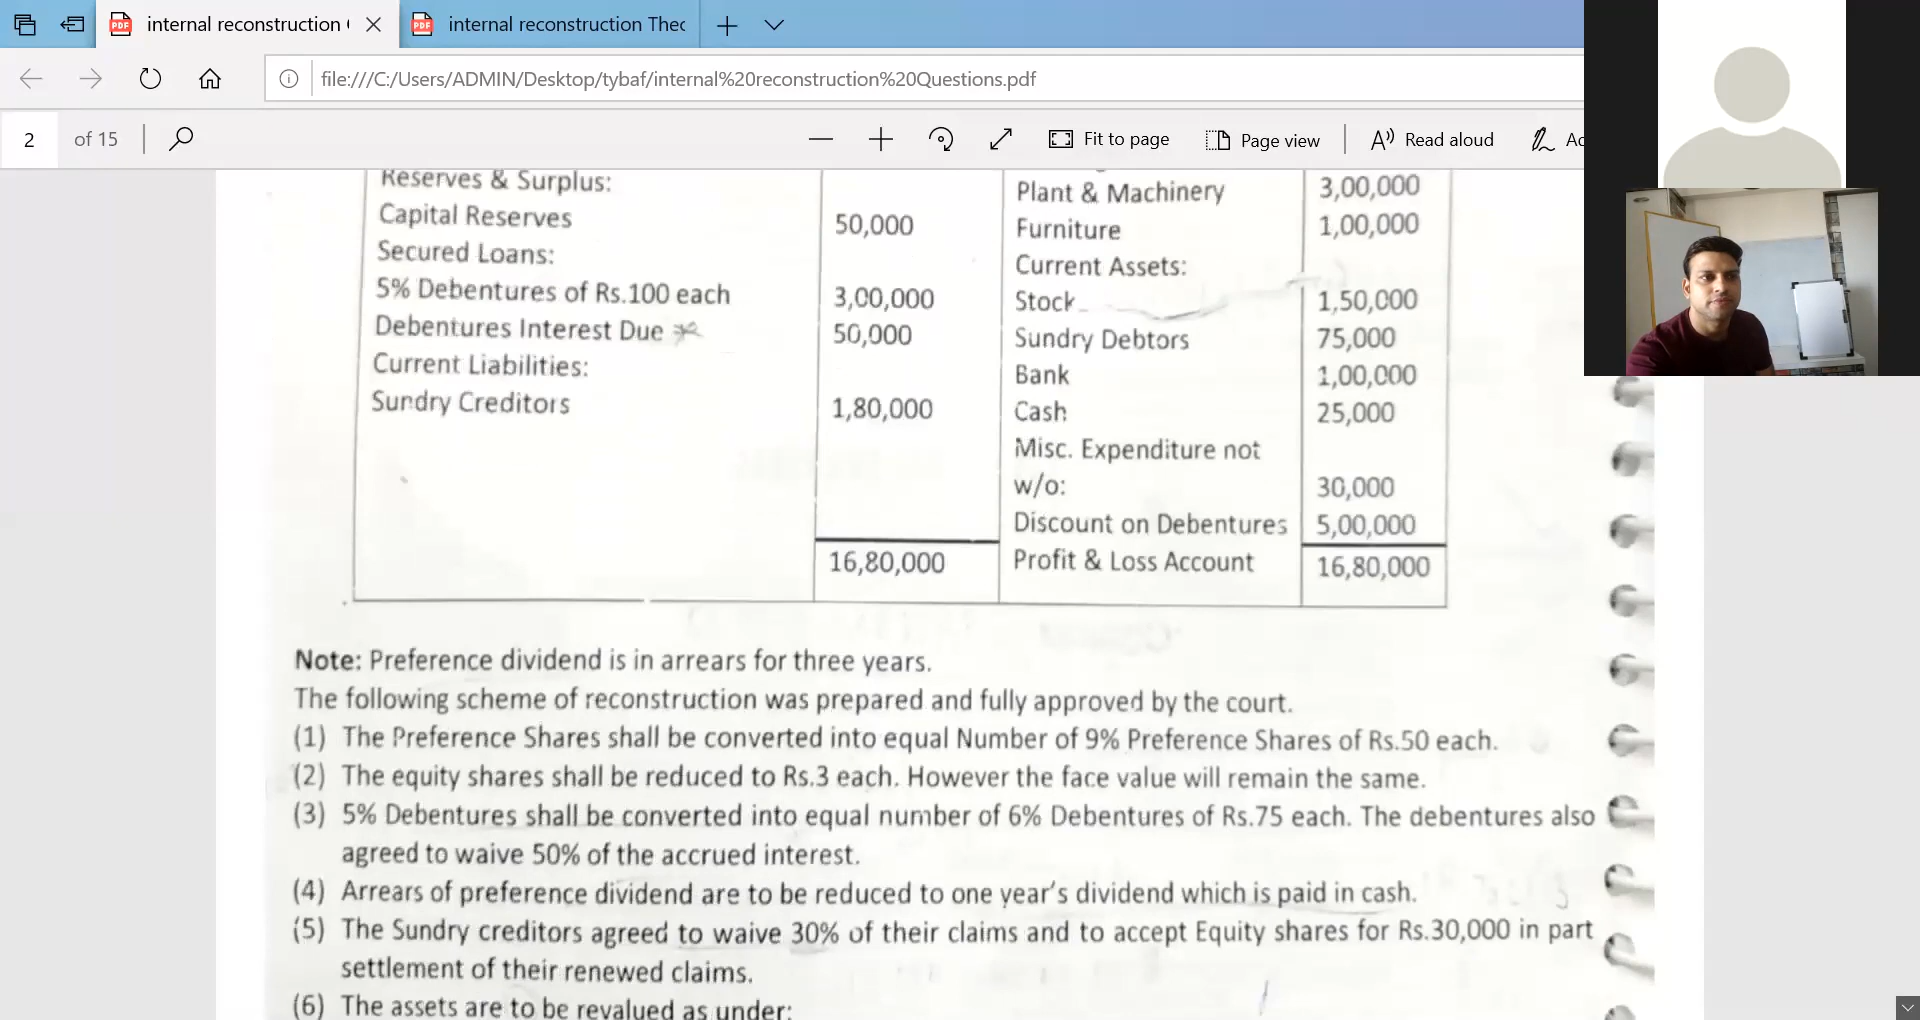 internal reconstruction
internal reconstruction Theo
file:///C:/Users/ADMIN/Desktop/tybaf/internal%20reconstruction%20Questions.pdf
2 of 15
Fit to page
Page view
Read aloud
Reserves & Surplus:
Capital Reserves 50,000
Secured Loans:
5% Debentures of Rs.100 each 3,00,000
Debentures Interest Due 50,000
Current Liabilities:
Sundry Creditors 1,80,000
16,80,000
Plant & Machinery 3,00,000
Furniture 1,00,000
Current Assets:
Stock 1,50,000
Sundry Debtors 75,000
Bank 1,00,000
Cash 25,000
Misc. Expenditure not
w/o: 30,000
Discount on Debentures 5,00,000
Profit & Loss Account 16,80,000
Note: Preference dividend is in arrears for three years.
The following scheme of reconstruction was prepared and fully approved by the court.
(1) The Preference Shares shall be converted into equal Number of 9% Preference Shares of Rs.50 each.
(2) The equity shares shall be reduced to Rs.3 each. However the face value will remain the same.
(3) 5% Debentures shall be converted into equal number of 6% Debentures of Rs.75 each. The debentures also
agreed to waive 50% of the accrued interest.
(4) Arrears of preference dividend are to be reduced to one year's dividend which is paid in cash.
(5) The Sundry creditors agreed to waive 30% of their claims and to accept Equity shares for Rs.30,000 in part
settlement of their renewed claims.
(6) The assets are to be revalued as under: